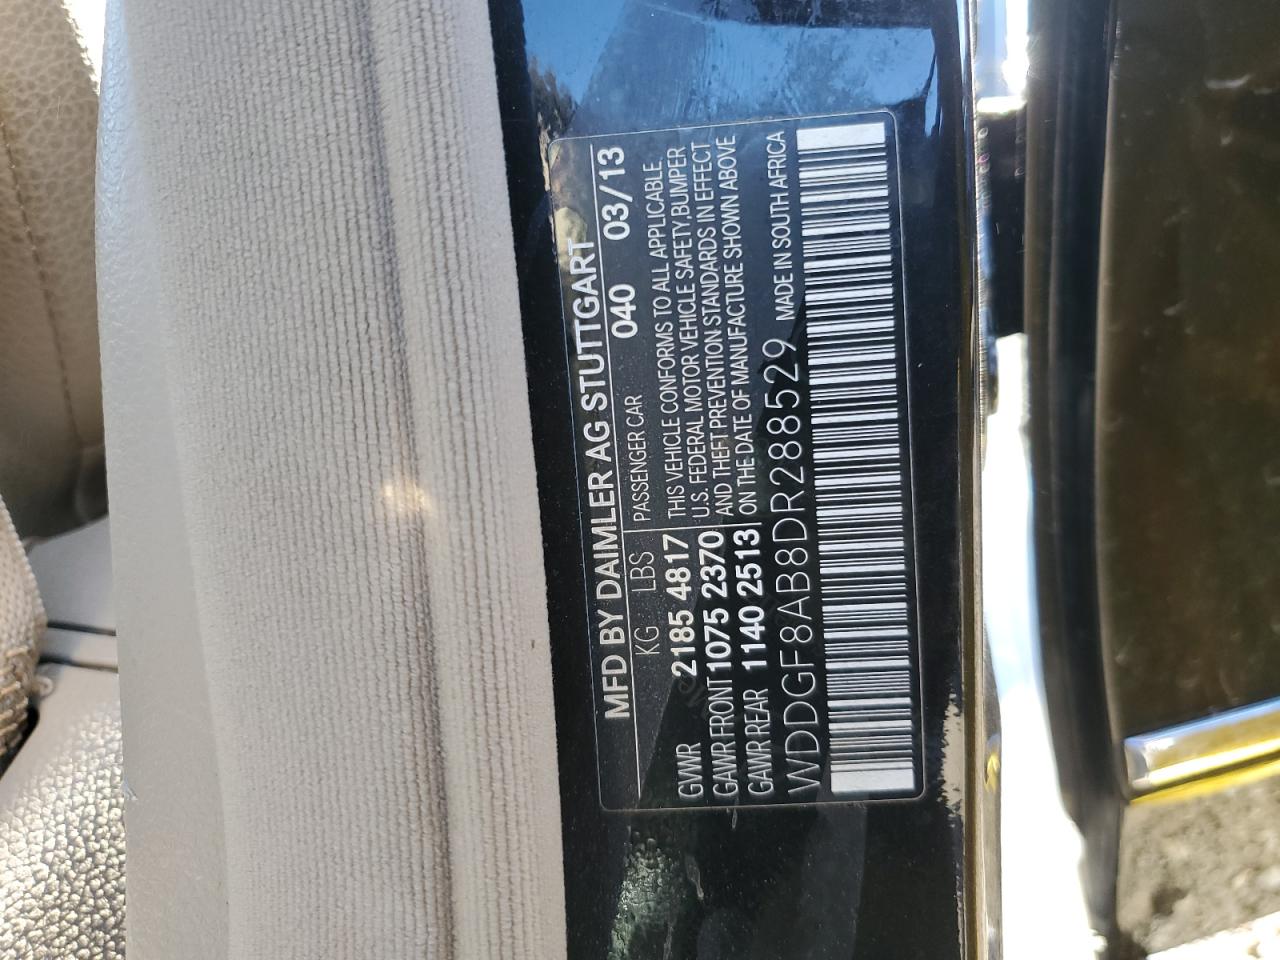 MFD BY DAIMLER AG STUTTGART
KG LBS PASSENGER CAR 040 03/13
GVWR 2185 4817 THIS VEHICLE CONFORMS TO ALL APPLICABLE.
GAWR FRONT 1075 2370 U.S. FEDERAL MOTOR VEHICLE SAFETY,BUMPER
GAWR REAR 1140 2513 AND THEFT PREVENTION STANDARDS IN EFFECT
ON THE DATE OF MANUFACTURE SHOWN ABOVE
WDDGF8AB8DR288529 MADE IN SOUTH AFRICA